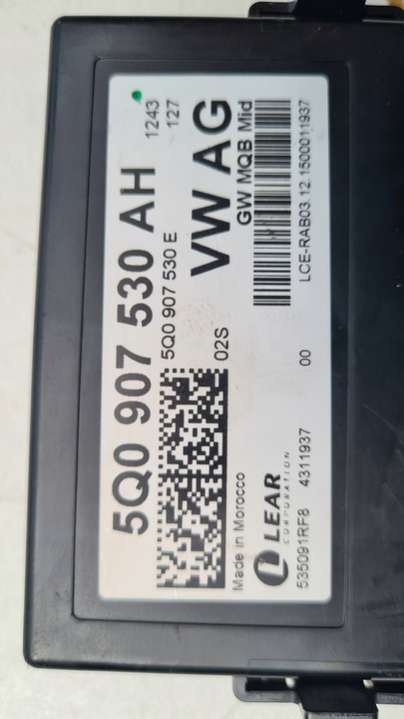 5Q0 907 530 AH
1243
127
5Q0 907 530 E
02S
VW AG
GW MQB Mid
Made in Morocco
LEAR
CORPORATION
535091RF8 4311937 00 LCE-RAB03.12.1500011937